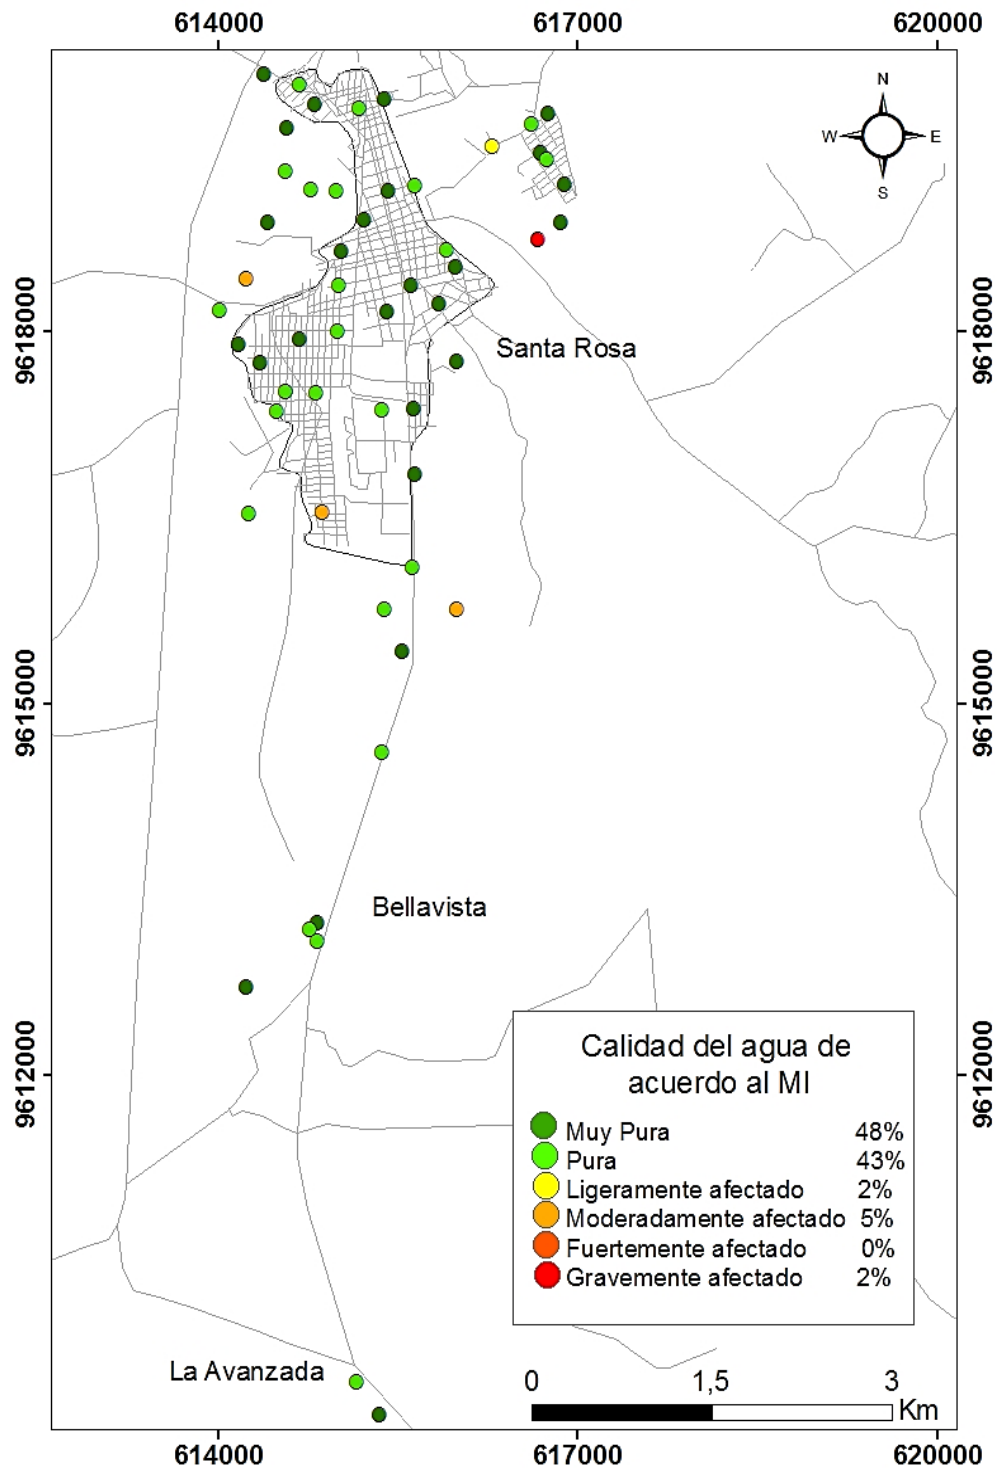 614000 617000 620000
N
W E
S
9618000 9618000
Santa Rosa
9615000 9615000
Bellavista
9612000 9612000
Calidad del agua de
acuerdo al MI
Muy Pura 48%
Pura 43%
Ligeramente afectado 2%
Moderadamente afectado 5%
Fuertemente afectado 0%
Gravemente afectado 2%
La Avanzada
0 1,5 3
Km
614000 617000 620000